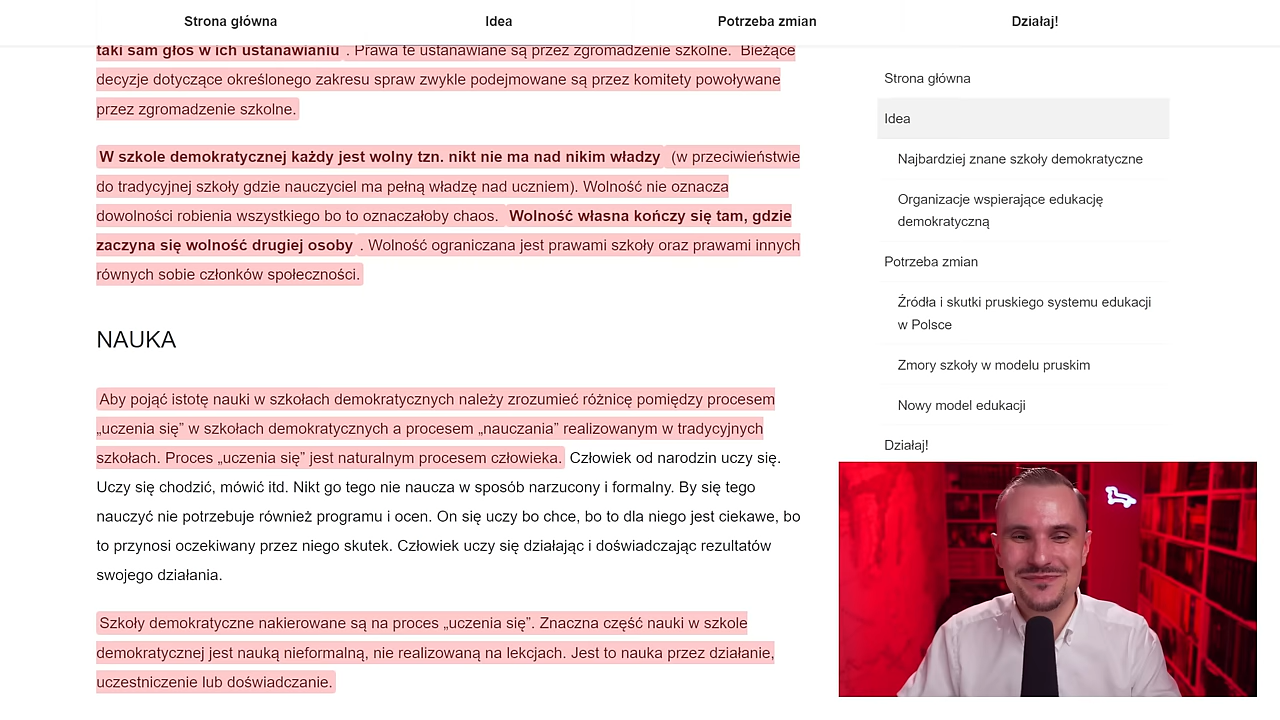 Strona główna
Idea
Potrzeba zmian
Działaj!
taki sam głos w ich ustanawianiu . Prawa te ustanawiane są przez zgromadzenie szkolne. Bieżące
decyzje dotyczące określonego zakresu spraw zwykle podejmowane są przez komitety powoływane
przez zgromadzenie szkolne.
W szkole demokratycznej każdy jest wolny tzn. nikt nie ma nad nikim władzy (w przeciwieństwie
do tradycyjnej szkoły gdzie nauczyciel ma pełną władzę nad uczniem). Wolność nie oznacza
dowolności robienia wszystkiego bo to oznaczałoby chaos. Wolność własna kończy się tam, gdzie
zaczyna się wolność drugiej osoby . Wolność ograniczana jest prawami szkoły oraz prawami innych
równych sobie członków społeczności.
NAUKA
Aby pojąć istotę nauki w szkołach demokratycznych należy zrozumieć różnicę pomiędzy procesem
„uczenia się” w szkołach demokratycznych a procesem „nauczania” realizowanym w tradycyjnych
szkołach. Proces „uczenia się” jest naturalnym procesem człowieka. Człowiek od narodzin uczy się.
Uczy się chodzić, mówić itd. Nikt go tego nie naucza w sposób narzucony i formalny. By się tego
nauczyć nie potrzebuje również programu i ocen. On się uczy bo chce, bo to dla niego jest ciekawe, bo
to przynosi oczekiwany przez niego skutek. Człowiek uczy się działając i doświadczając rezultatów
swojego działania.
Szkoły demokratyczne nakierowane są na proces „uczenia się”. Znaczna część nauki w szkole
demokratycznej jest nauką nieformalną, nie realizowaną na lekcjach. Jest to nauka przez działanie,
uczestniczenie lub doświadczanie.
Strona główna
Idea
Najbardziej znane szkoły demokratyczne
Organizacje wspierające edukację
demokratyczną
Potrzeba zmian
Źródła i skutki pruskiego systemu edukacji
w Polsce
Zmory szkoły w modelu pruskim
Nowy model edukacji
Działaj!